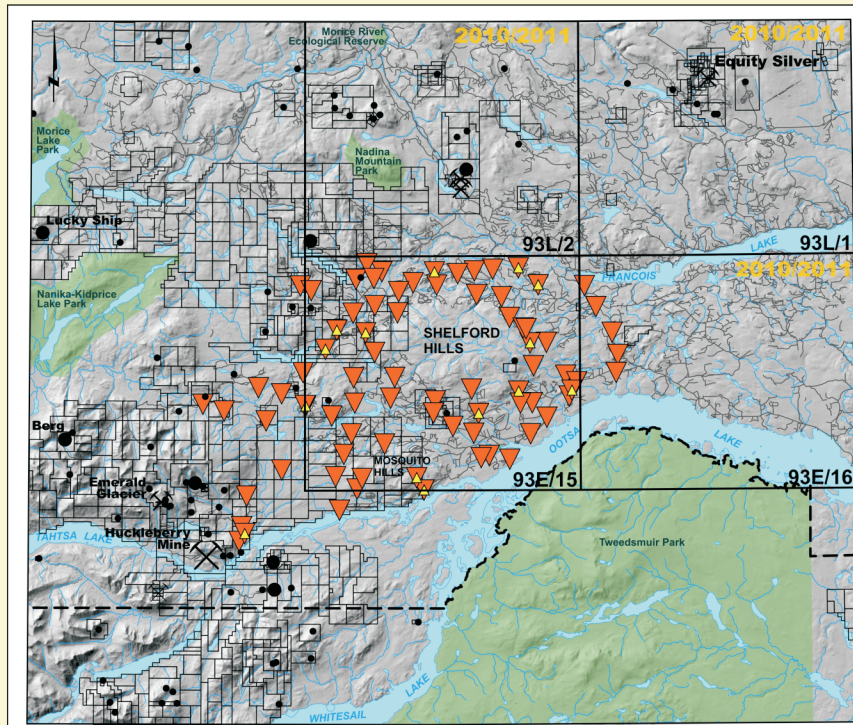 Morice River
Ecological Reserve
2010/2011
2010/2011
Equity Silver
N
Morice
Lake
Park
Nadina
Mountain
Park
Lucky Ship
93L/2
LAKE
93L/1
2010/2011
FRANCOIS
Nanika-Kidprice
Lake Park
SHELFORD
HILLS
Berg
OOTSA
LAKE
MOSQUITO
HILLS
93E/15
93E/16
Emerald
Glacier
TAHTSA LAKE
Huckleberry
Mine
Tweedsmuir Park
LAKE
WHITESAIL